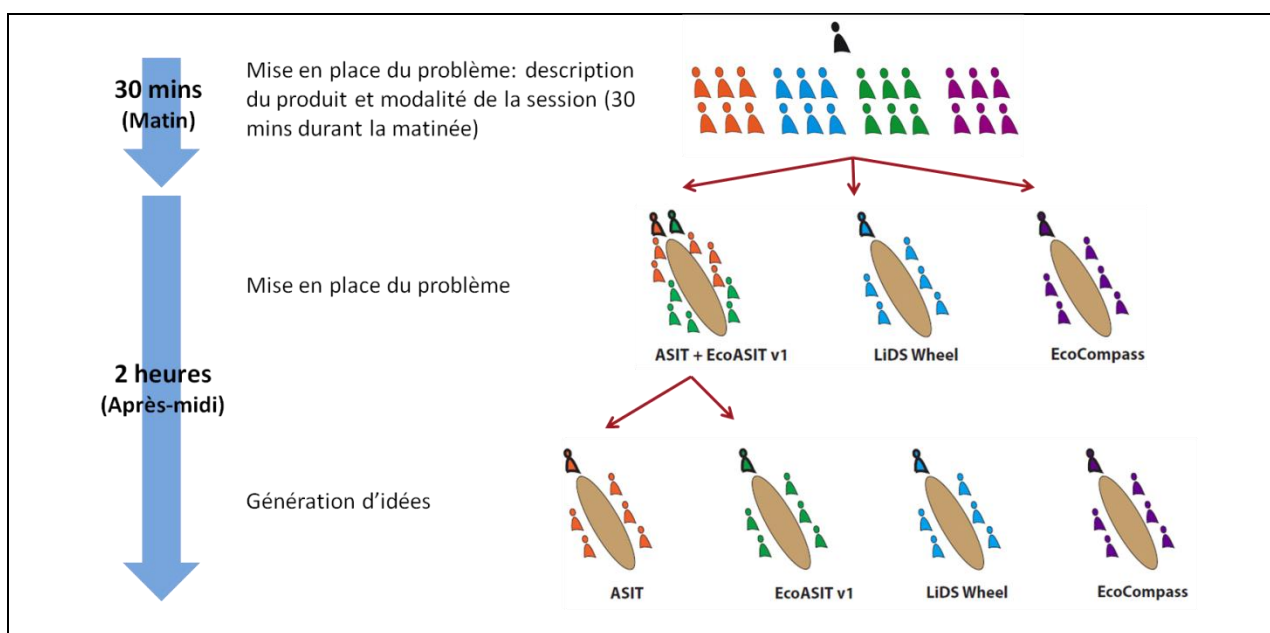 30 mins
(Matin)
Mise en place du problème: description
du produit et modalité de la session (30
mins durant la matinée)
2 heures
(Après-midi)
Mise en place du problème
ASIT + EcoASIT v1
LiDS Wheel
EcoCompass
Génération d'idées
ASIT
EcoASIT v1
LiDS Wheel
EcoCompass